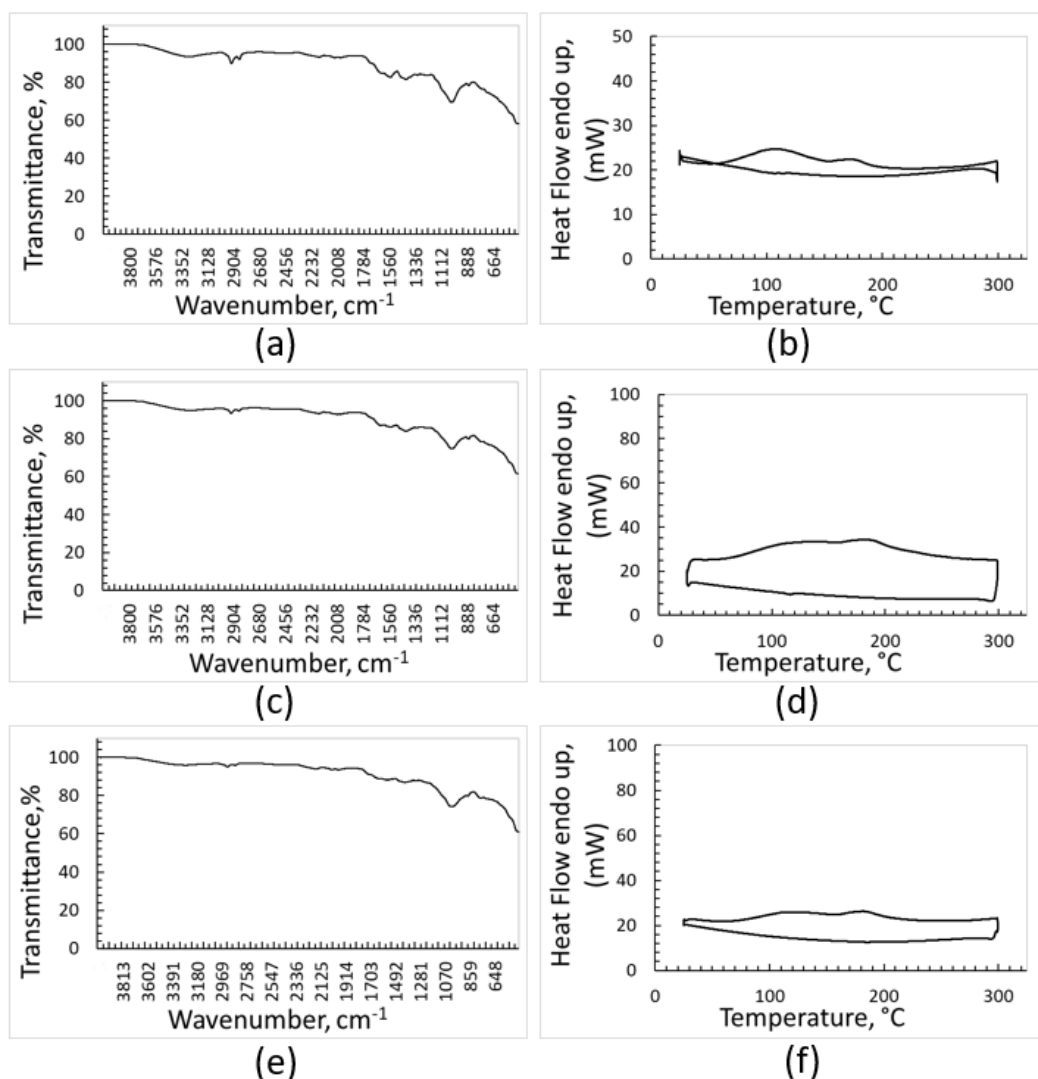 Transmittance, %
100
80
60
40
20
0
3800 3576 3352 3128 2904 2680 2456 2232 2008 1784 1560 1336 1112 888 664
Wavenumber, cm-1
(a)
Heat Flow endo up,
(mW)
50
40
30
20
10
0
0 100 200 300
Temperature, °C
(b)
Transmittance, %
100
80
60
40
20
0
3800 3576 3352 3128 2904 2680 2456 2232 2008 1784 1560 1336 1112 888 664
Wavenumber, cm-1
(c)
Heat Flow endo up,
(mW)
100
80
60
40
20
0
0 100 200 300
Temperature, °C
(d)
Transmittance,%
100
80
60
40
20
0
3813 3602 3391 3180 2969 2758 2547 2336 2125 1914 1703 1492 1281 1070 859 648
Wavenumber, cm-1
(e)
Heat Flow endo up,
(mW)
100
80
60
40
20
0
0 100 200 300
Temperature, °C
(f)